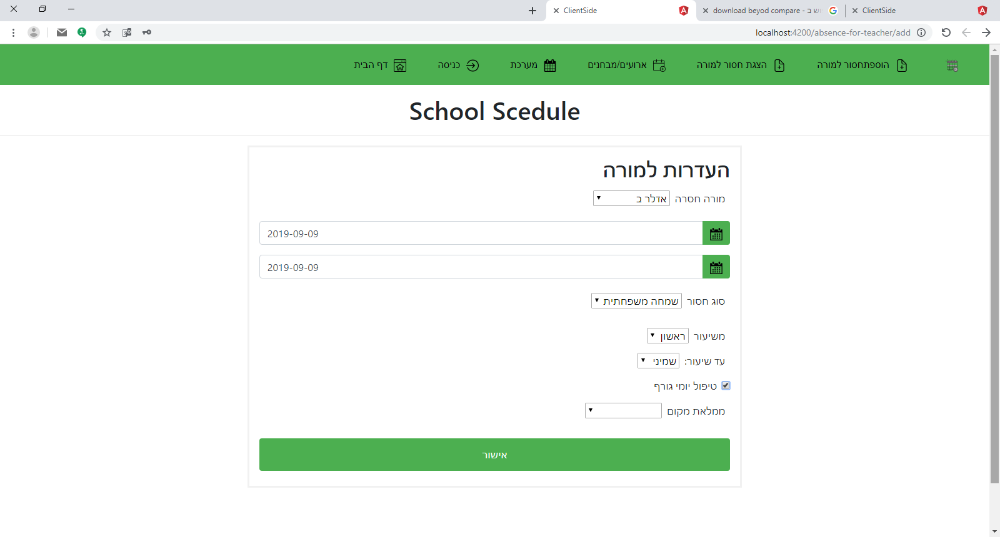 ClientSide
download beyod compare - חיפוש ב
ClientSide
localhost:4200/absence-for-teacher/add
הוספתחסור למורה
הצגת חסור למורה
ארועים/מבחנים
מערכת
כניסה
דף הבית
School Scedule
העדרות למורה
מורה חסרה אדלר ב
2019-09-09
2019-09-09
סוג חסור שמחה משפחתית
משיעור ראשון
עד שיעור: שמיני
טיפול יומי גורף
ממלאת מקום
אישור